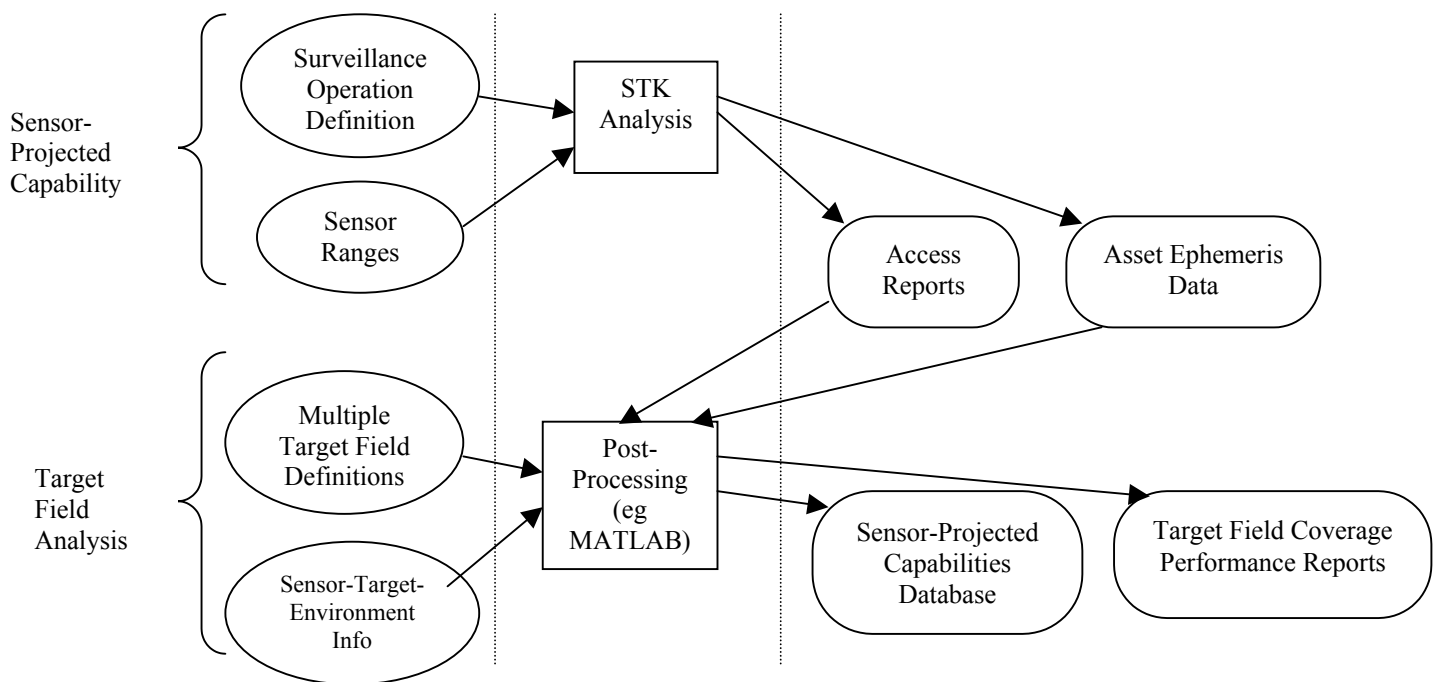 Sensor-
Projected
Capability
Surveillance
Operation
Definition
Sensor
Ranges
STK
Analysis
Access
Reports
Asset Ephemeris
Data
Target
Field
Analysis
Multiple
Target Field
Definitions
Sensor-Target-
Environment
Info
Post-
Processing
(eg
MATLAB)
Sensor-Projected
Capabilities
Database
Target Field Coverage
Performance Reports